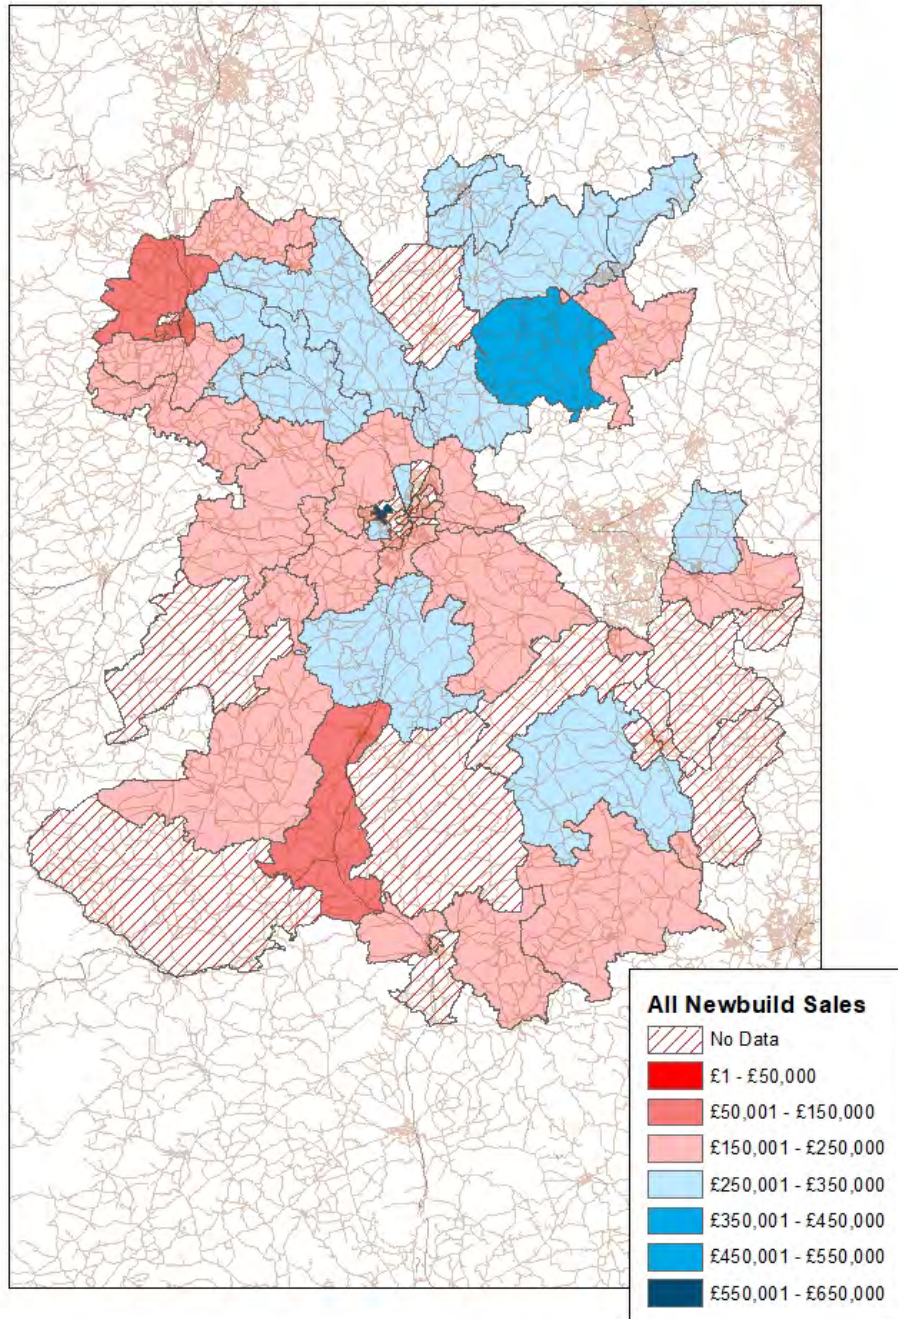 All Newbuild Sales
No Data
£1 - £50,000
£50,001 - £150,000
£150,001 - £250,000
£250,001 - £350,000
£350,001 - £450,000
£450,001 - £550,000
£550,001 - £650,000